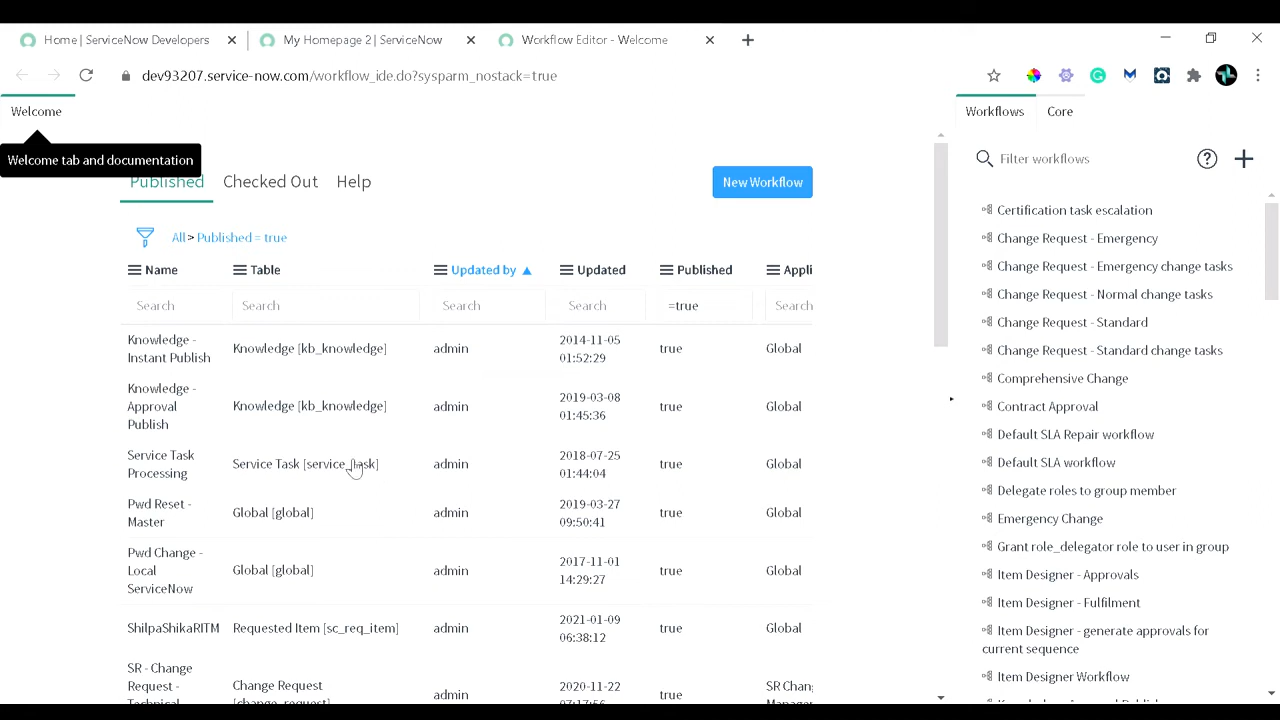 Home | ServiceNow Developers
My Homepage 2 | ServiceNow
Workflow Editor - Welcome
dev93207.service-now.com/workflow_ide.do?sysparm_nostack=true
Welcome
Welcome tab and documentation
Published Checked Out Help
New Workflow
All > Published = true
Name Table Updated by ▲ Updated Published Appli
Search Search Search Search =true Search
Knowledge -
Instant Publish
Knowledge [kb_knowledge]
admin
2014-11-05
01:52:29
true
Global
Knowledge -
Approval
Publish
Knowledge [kb_knowledge]
admin
2019-03-08
01:45:36
true
Global
Service Task
Processing
Service Task [service_task]
admin
2018-07-25
01:44:04
true
Global
Pwd Reset -
Master
Global [global]
admin
2019-03-27
09:50:41
true
Global
Pwd Change -
Local
ServiceNow
Global [global]
admin
2017-11-01
14:29:27
true
Global
ShilpaShikaRITM
Requested Item [sc_req_item]
admin
2021-01-09
06:38:12
true
Global
SR - Change
Request -
Technical
Change Request
[change_request]
admin
2020-11-22
07:17:56
true
SR Chan
Manager
Workflows Core
Filter workflows
Certification task escalation
Change Request - Emergency
Change Request - Emergency change tasks
Change Request - Normal change tasks
Change Request - Standard
Change Request - Standard change tasks
Comprehensive Change
Contract Approval
Default SLA Repair workflow
Default SLA workflow
Delegate roles to group member
Emergency Change
Grant role_delegator role to user in group
Item Designer - Approvals
Item Designer - Fulfilment
Item Designer - generate approvals for
current sequence
Item Designer Workflow